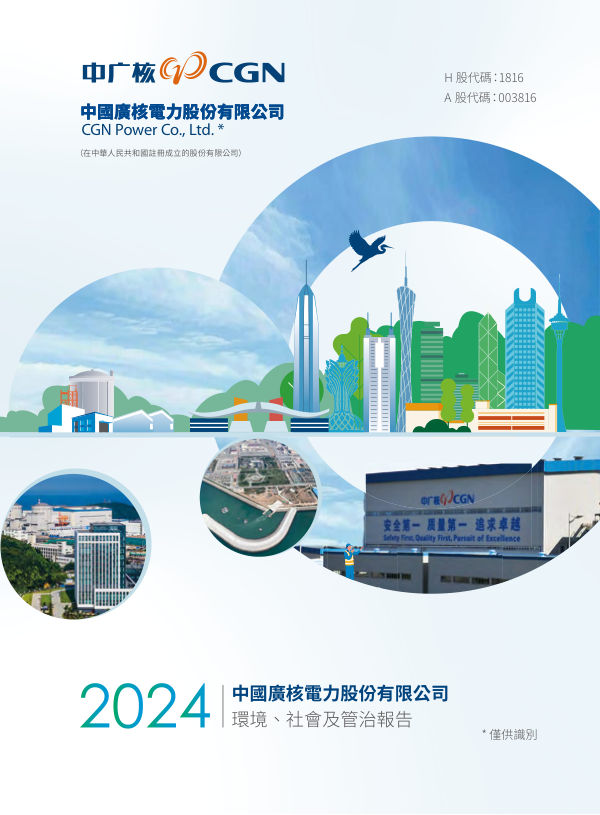 中广核 CGN
中國廣核電力股份有限公司
CGN Power Co., Ltd. *
(在中華人民共和國註冊成立的股份有限公司)
H 股代碼：1816
A 股代碼：003816
中广核 CGN
安全第一 质量第一 追求卓越
Safety First, Quality First, Pursuit of Excellence
2024
中國廣核電力股份有限公司
環境、社會及管治報告
* 僅供識別